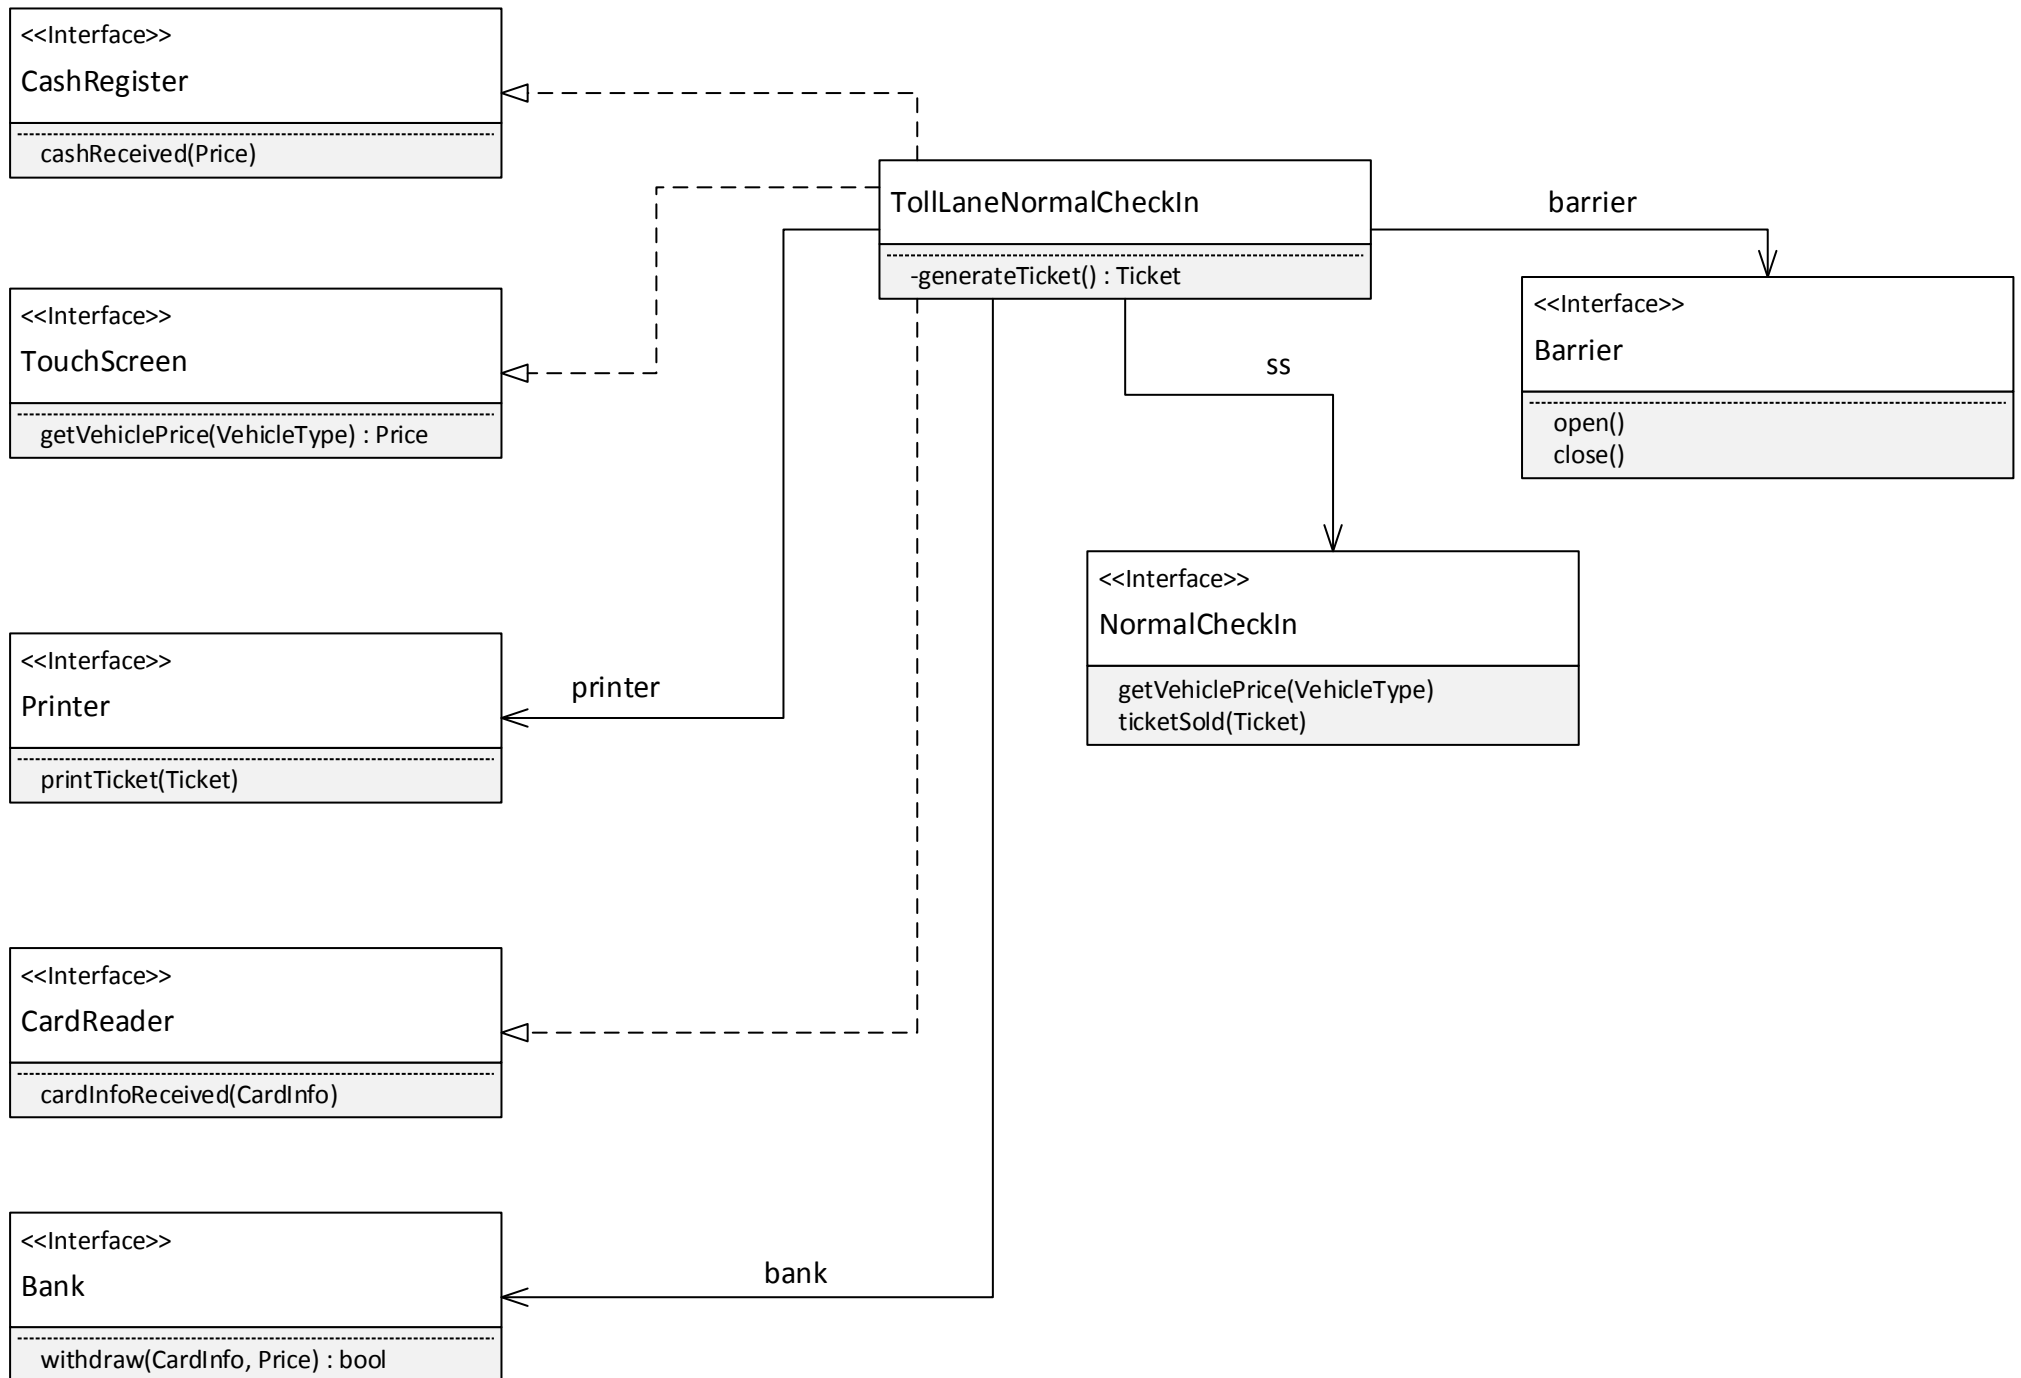 <<Interface>>
CashRegister
cashReceived(Price)
TollLaneNormalCheckIn
-generateTicket() : Ticket
barrier
<<Interface>>
Barrier
open()
close()
<<Interface>>
TouchScreen
getVehiclePrice(VehicleType) : Price
ss
<<Interface>>
NormalCheckIn
getVehiclePrice(VehicleType)
ticketSold(Ticket)
<<Interface>>
Printer
printTicket(Ticket)
printer
<<Interface>>
CardReader
cardInfoReceived(CardInfo)
<<Interface>>
Bank
withdraw(CardInfo, Price) : bool
bank